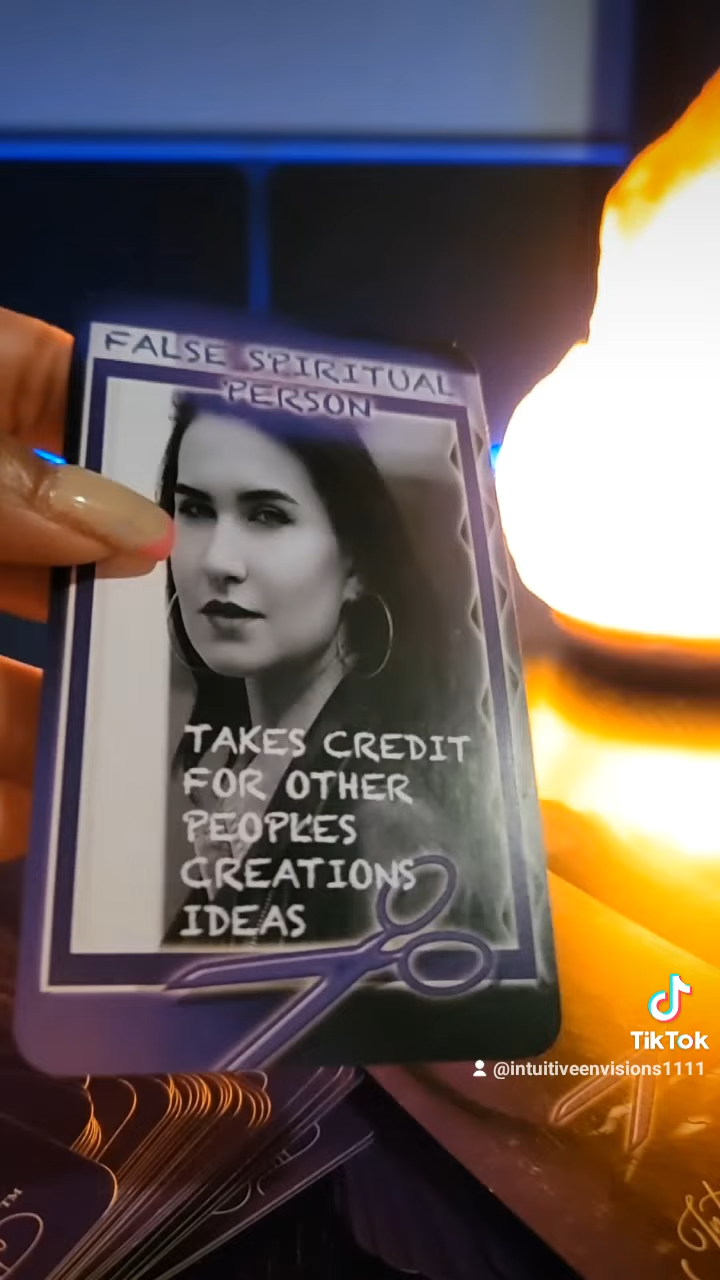 FALSE SPIRITUAL
PERSON
TAKES CREDIT
FOR OTHER
PEOPLES
CREATIONS
IDEAS
TikTok
@intuitiveenvisions1111